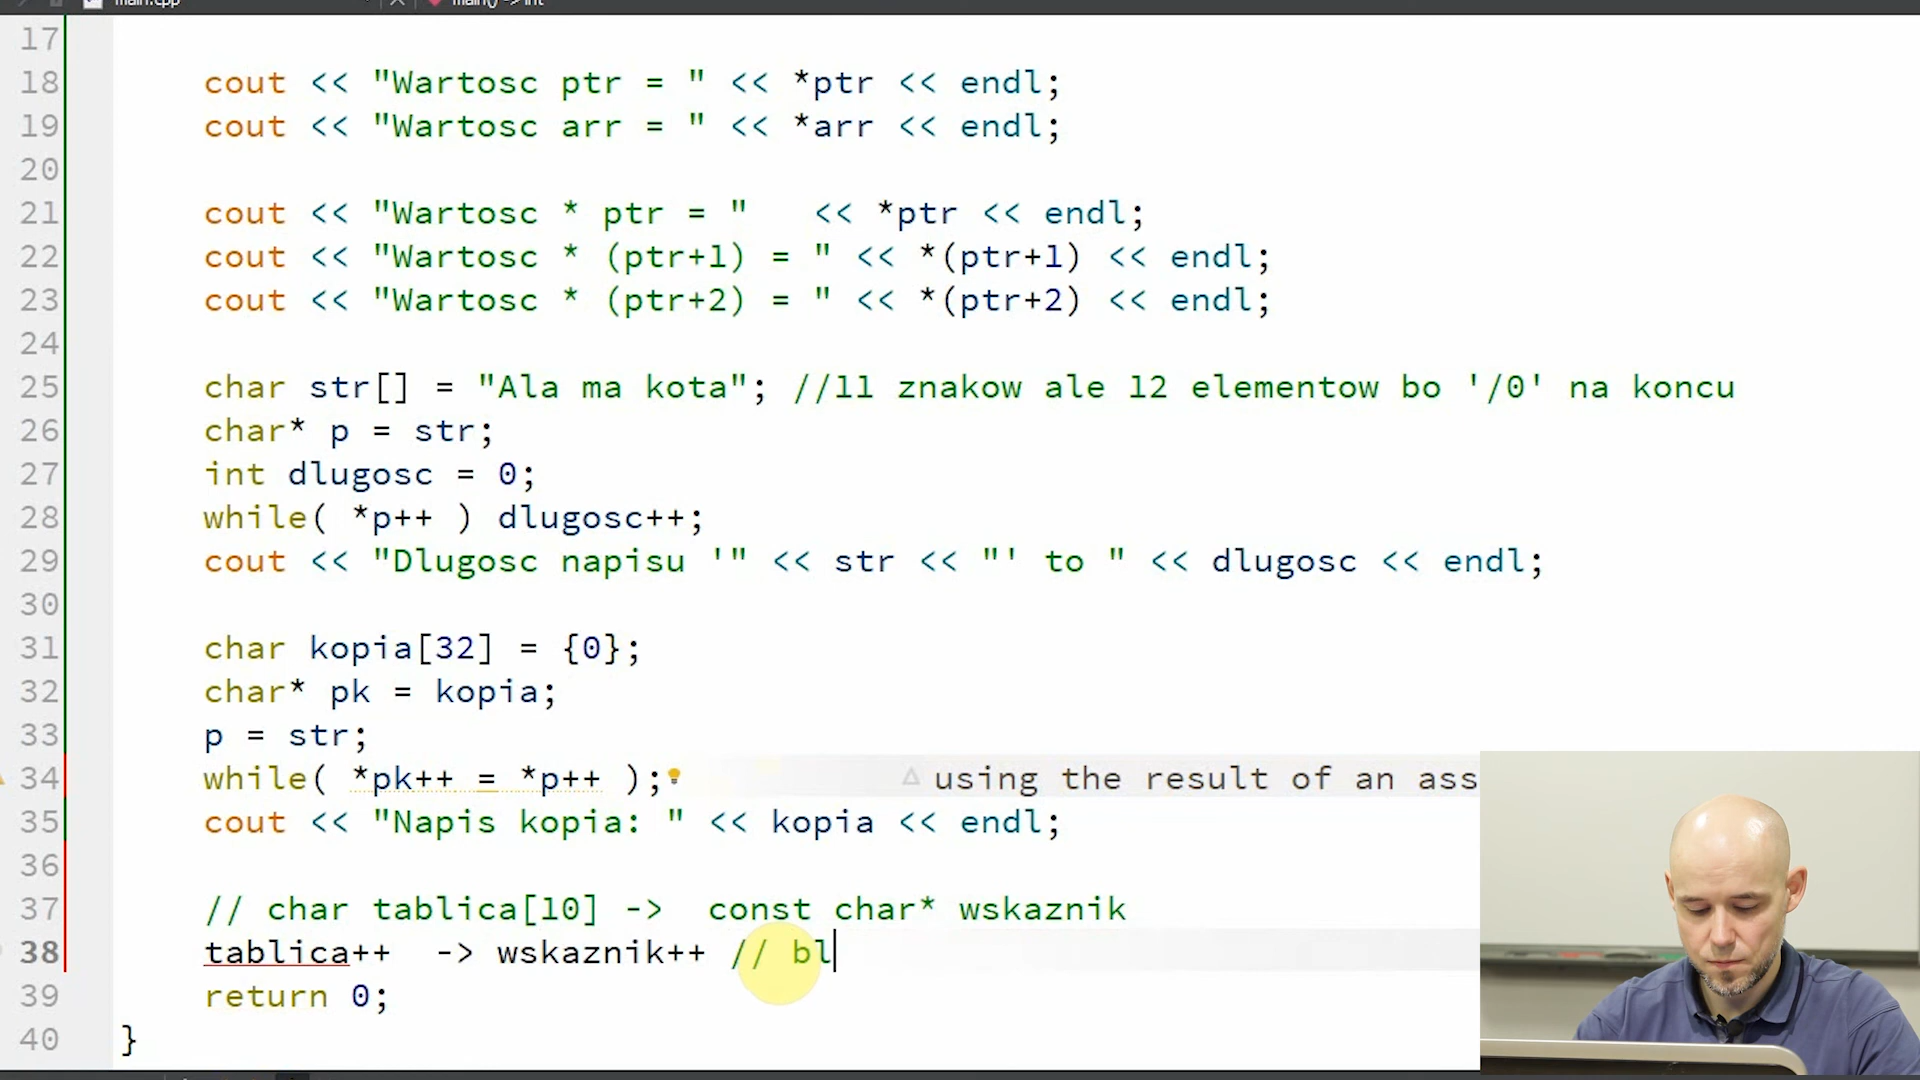 main.cpp
main() -> int
17
18 cout << "Wartosc ptr = " << *ptr << endl;
19 cout << "Wartosc arr = " << *arr << endl;
20
21 cout << "Wartosc * ptr = "   << *ptr << endl;
22 cout << "Wartosc * (ptr+1) = " << *(ptr+1) << endl;
23 cout << "Wartosc * (ptr+2) = " << *(ptr+2) << endl;
24
25 char str[] = "Ala ma kota"; //11 znakow ale 12 elementow bo '/0' na koncu
26 char* p = str;
27 int dlugosc = 0;
28 while( *p++ ) dlugosc++;
29 cout << "Dlugosc napisu '" << str << "' to " << dlugosc << endl;
30
31 char kopia[32] = {0};
32 char* pk = kopia;
33 p = str;
34 while( *pk++ = *p++ ); using the result of an ass
35 cout << "Napis kopia: " << kopia << endl;
36
37 // char tablica[10] ->  const char* wskaznik
38 tablica++  -> wskaznik++ // bl
39 return 0;
40 }